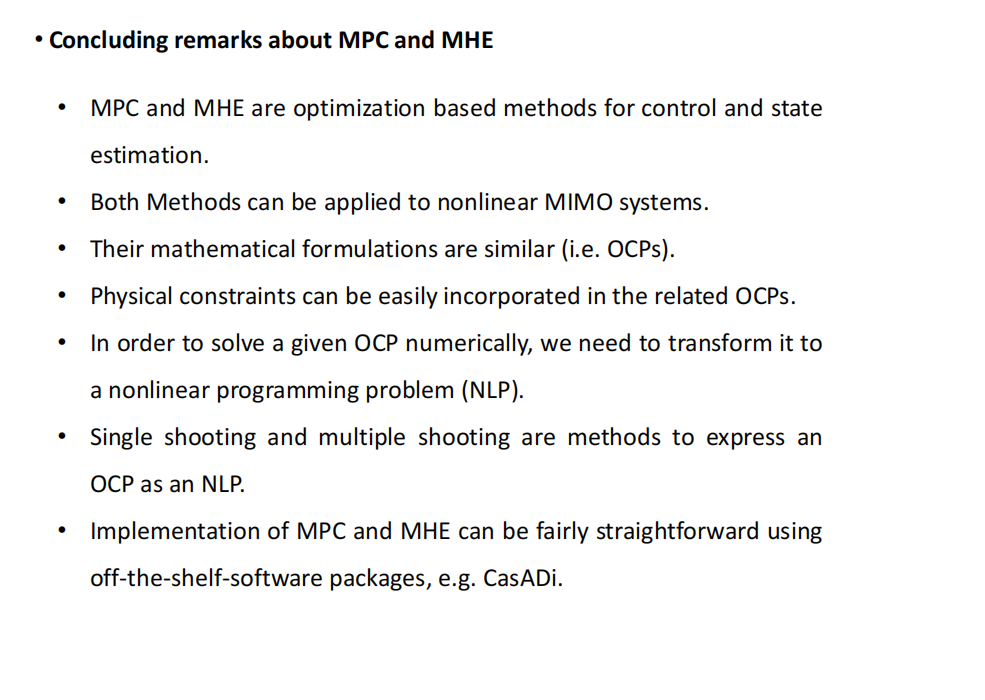 • Concluding remarks about MPC and MHE
• MPC and MHE are optimization based methods for control and state
estimation.
• Both Methods can be applied to nonlinear MIMO systems.
• Their mathematical formulations are similar (i.e. OCPs).
• Physical constraints can be easily incorporated in the related OCPs.
• In order to solve a given OCP numerically, we need to transform it to
a nonlinear programming problem (NLP).
• Single shooting and multiple shooting are methods to express an
OCP as an NLP.
• Implementation of MPC and MHE can be fairly straightforward using
off-the-shelf-software packages, e.g. CasADi.